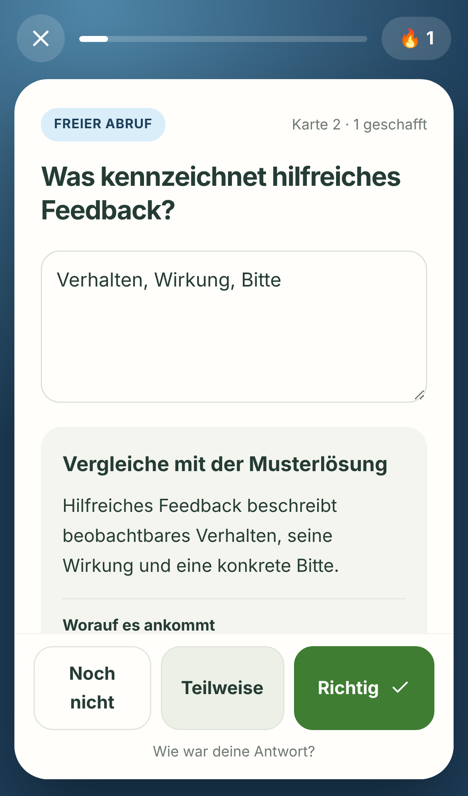 🔥 1
FREIER ABRUF
Karte 2 · 1 geschafft
Was kennzeichnet hilfreiches
Feedback?
Verhalten, Wirkung, Bitte
Vergleiche mit der Musterlösung
Hilfreiches Feedback beschreibt
beobachtbares Verhalten, seine
Wirkung und eine konkrete Bitte.
Worauf es ankommt
Noch
nicht
Teilweise
Richtig ✓
Wie war deine Antwort?